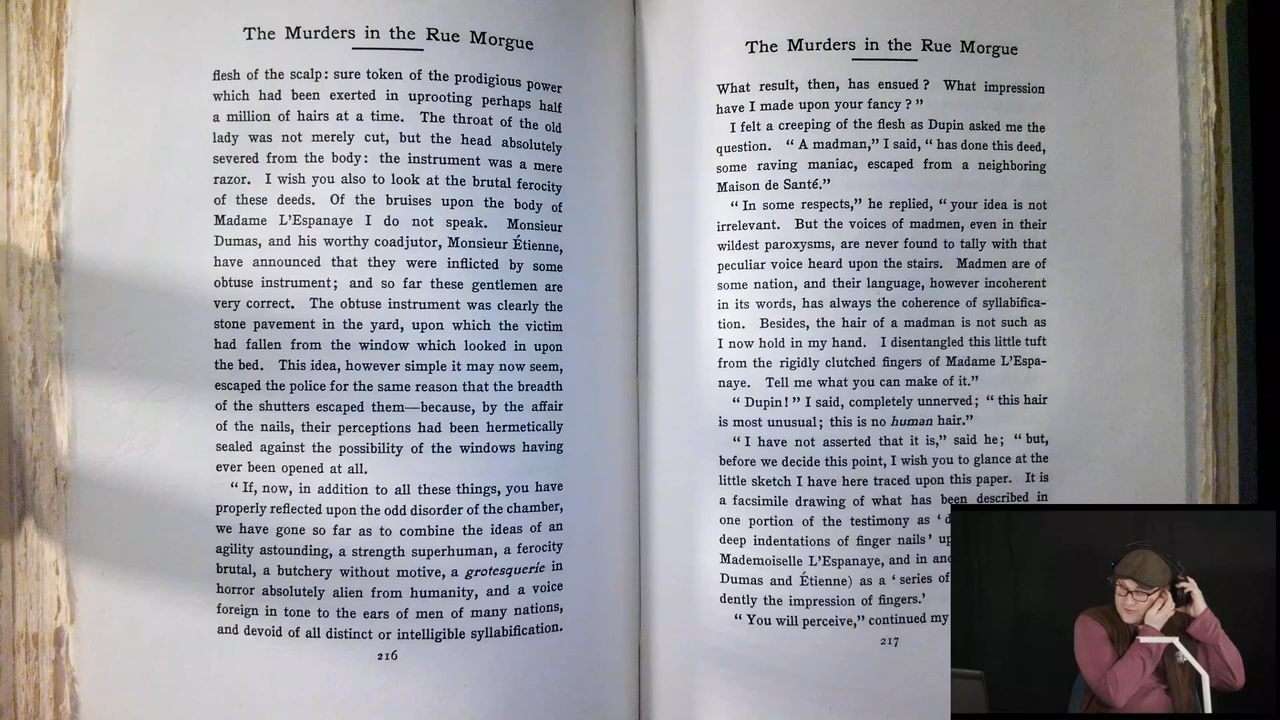 The Murders in the Rue Morgue
flesh of the scalp: sure token of the prodigious power
which had been exerted in uprooting perhaps half
a million of hairs at a time. The throat of the old
lady was not merely cut, but the head absolutely
severed from the body: the instrument was a mere
razor. I wish you also to look at the brutal ferocity
of these deeds. Of the bruises upon the body of
Madame L'Espanaye I do not speak. Monsieur
Dumas, and his worthy coadjutor, Monsieur Étienne,
have announced that they were inflicted by some
obtuse instrument; and so far these gentlemen are
very correct. The obtuse instrument was clearly the
stone pavement in the yard, upon which the victim
had fallen from the window which looked in upon
the bed. This idea, however simple it may now seem,
escaped the police for the same reason that the breadth
of the shutters escaped them—because, by the affair
of the nails, their perceptions had been hermetically
sealed against the possibility of the windows having
ever been opened at all.
“ If, now, in addition to all these things, you have
properly reflected upon the odd disorder of the chamber,
we have gone so far as to combine the ideas of an
agility astounding, a strength superhuman, a ferocity
brutal, a butchery without motive, a grotesquerie in
horror absolutely alien from humanity, and a voice
foreign in tone to the ears of men of many nations,
and devoid of all distinct or intelligible syllabification.
216
The Murders in the Rue Morgue
What result, then, has ensued ? What impression
have I made upon your fancy ? ”
I felt a creeping of the flesh as Dupin asked me the
question. “ A madman,” I said, “ has done this deed,
some raving maniac, escaped from a neighboring
Maison de Santé.”
“ In some respects,” he replied, “ your idea is not
irrelevant. But the voices of madmen, even in their
wildest paroxysms, are never found to tally with that
peculiar voice heard upon the stairs. Madmen are of
some nation, and their language, however incoherent
in its words, has always the coherence of syllabifica-
tion. Besides, the hair of a madman is not such as
I now hold in my hand. I disentangled this little tuft
from the rigidly clutched fingers of Madame L'Espa-
naye. Tell me what you can make of it.”
“ Dupin! ” I said, completely unnerved; “ this hair
is most unusual; this is no human hair.”
“ I have not asserted that it is,” said he; “ but,
before we decide this point, I wish you to glance at the
little sketch I have here traced upon this paper. It is
a facsimile drawing of what has been described in
one portion of the testimony as ‘
deep indentations of finger nails ’
Mademoiselle L'Espanaye, and in
Dumas and Étienne) as a ‘ series of
dently the impression of fingers.’
“ You will perceive,” continued my
217